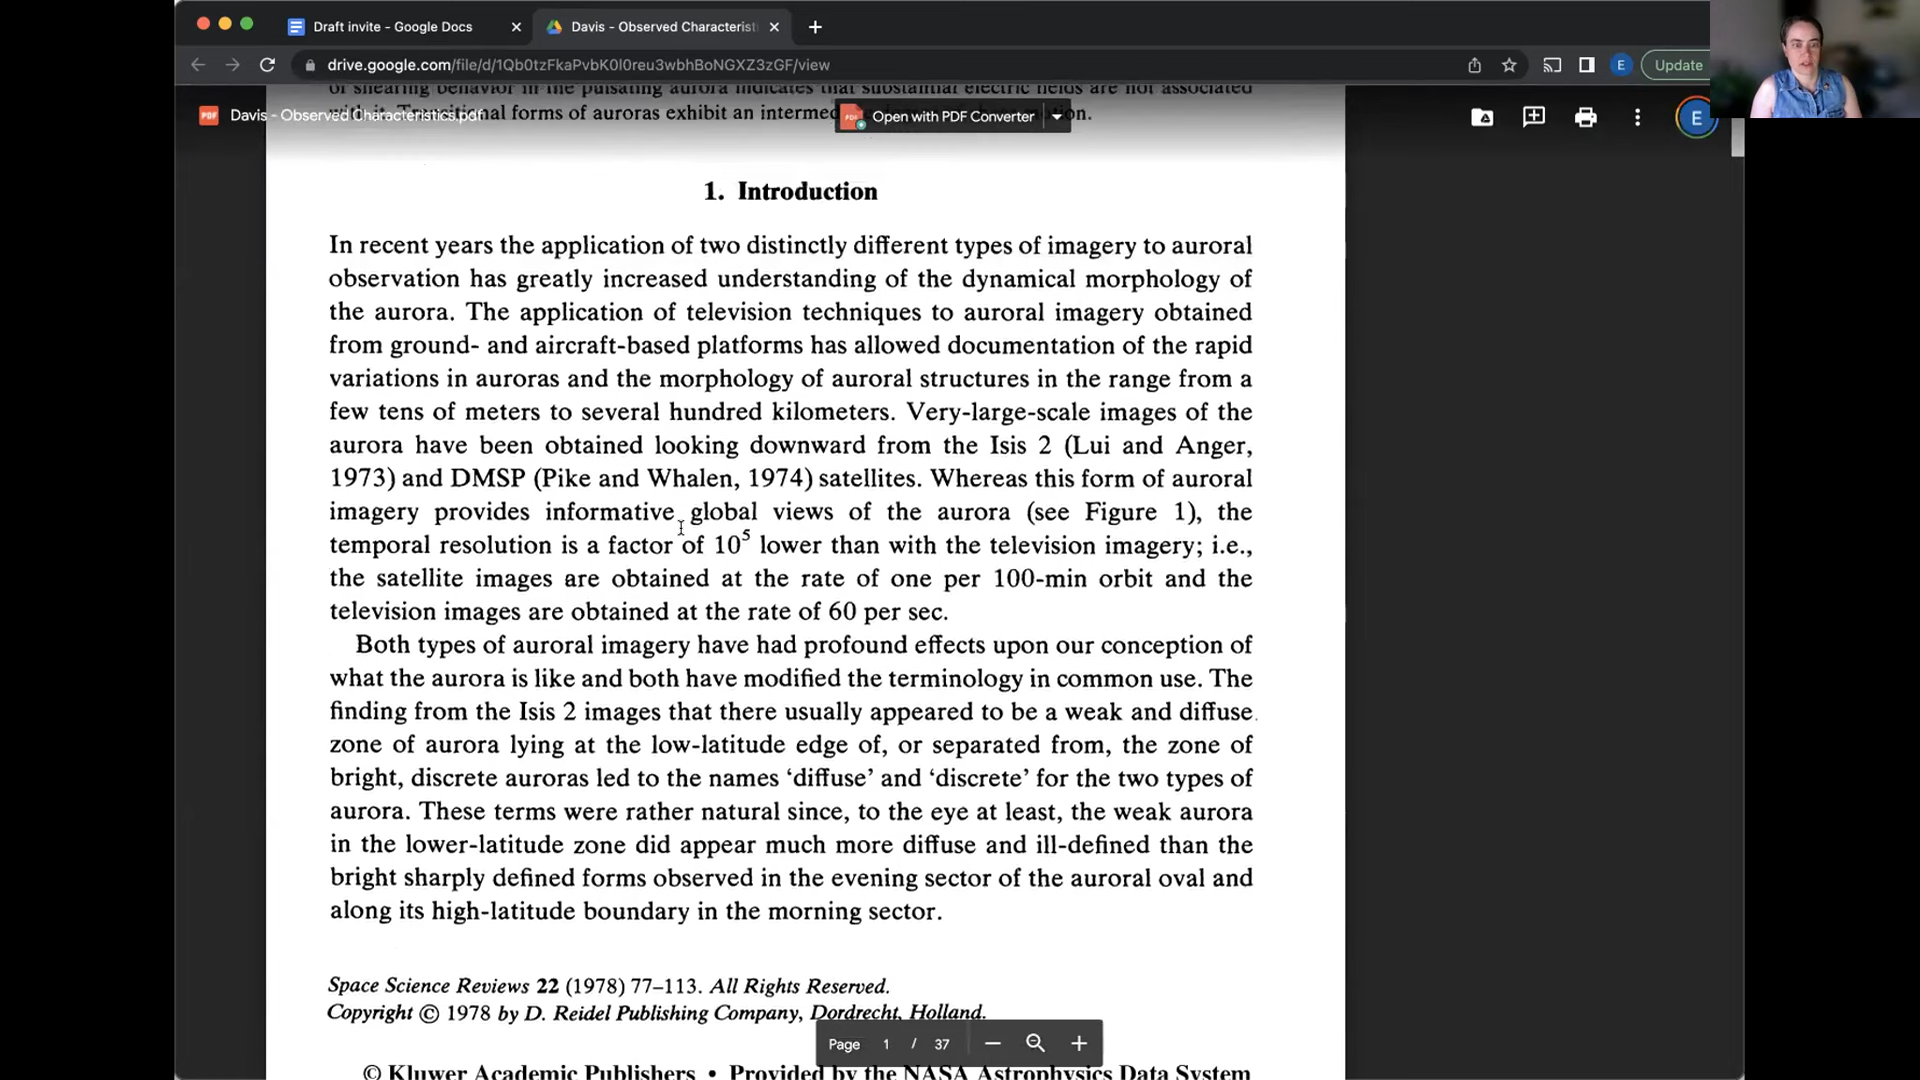 Draft invite - Google Docs
Davis - Observed Characterist
drive.google.com/file/d/1Qb0tzFkaPvbK0l0reu3wbhBoNGXZ3zGF/view
E
Update
of shearing behavior in the pulsating aurora indicates that substantial electric fields are not associated
with it. Transitional forms of auroras exhibit an intermed
on.
PDF
Davis - Observed Characteristics.pdf
Open with PDF Converter
E
1. Introduction
In recent years the application of two distinctly different types of imagery to auroral
observation has greatly increased understanding of the dynamical morphology of
the aurora. The application of television techniques to auroral imagery obtained
from ground- and aircraft-based platforms has allowed documentation of the rapid
variations in auroras and the morphology of auroral structures in the range from a
few tens of meters to several hundred kilometers. Very-large-scale images of the
aurora have been obtained looking downward from the Isis 2 (Lui and Anger,
1973) and DMSP (Pike and Whalen, 1974) satellites. Whereas this form of auroral
imagery provides informative global views of the aurora (see Figure 1), the
temporal resolution is a factor of 10⁵ lower than with the television imagery; i.e.,
the satellite images are obtained at the rate of one per 100-min orbit and the
television images are obtained at the rate of 60 per sec.
Both types of auroral imagery have had profound effects upon our conception of
what the aurora is like and both have modified the terminology in common use. The
finding from the Isis 2 images that there usually appeared to be a weak and diffuse
zone of aurora lying at the low-latitude edge of, or separated from, the zone of
bright, discrete auroras led to the names ‘diffuse’ and ‘discrete’ for the two types of
aurora. These terms were rather natural since, to the eye at least, the weak aurora
in the lower-latitude zone did appear much more diffuse and ill-defined than the
bright sharply defined forms observed in the evening sector of the auroral oval and
along its high-latitude boundary in the morning sector.
Space Science Reviews 22 (1978) 77–113. All Rights Reserved.
Copyright © 1978 by D. Reidel Publishing Company, Dordrecht, Holland.
Page 1 / 37
© Kluwer Academic Publishers • Provided by the NASA Astrophysics Data System